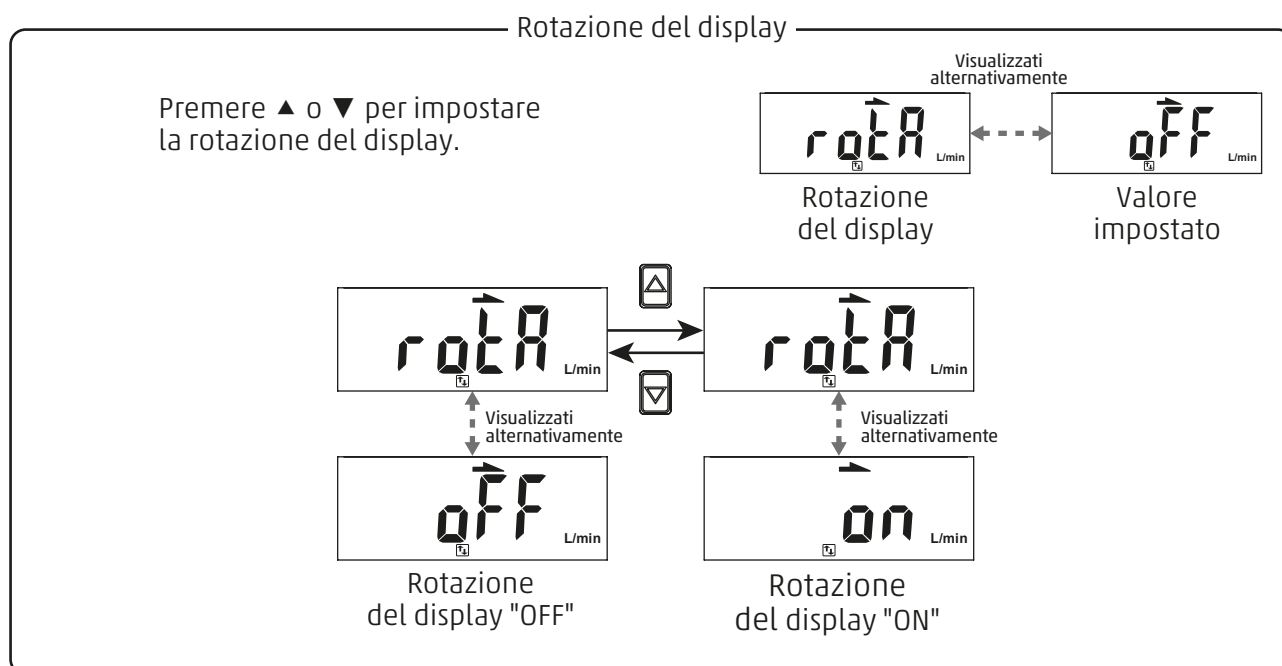 Rotazione del display
Premere ▲ o ▼ per impostare
la rotazione del display.
Visualizzati
alternativamente
rotA
L/min
oFF
L/min
Rotazione
del display
Valore
impostato
rotA
L/min
rotA
L/min
Visualizzati
alternativamente
Visualizzati
alternativamente
oFF
L/min
on
L/min
Rotazione
del display "OFF"
Rotazione
del display "ON"